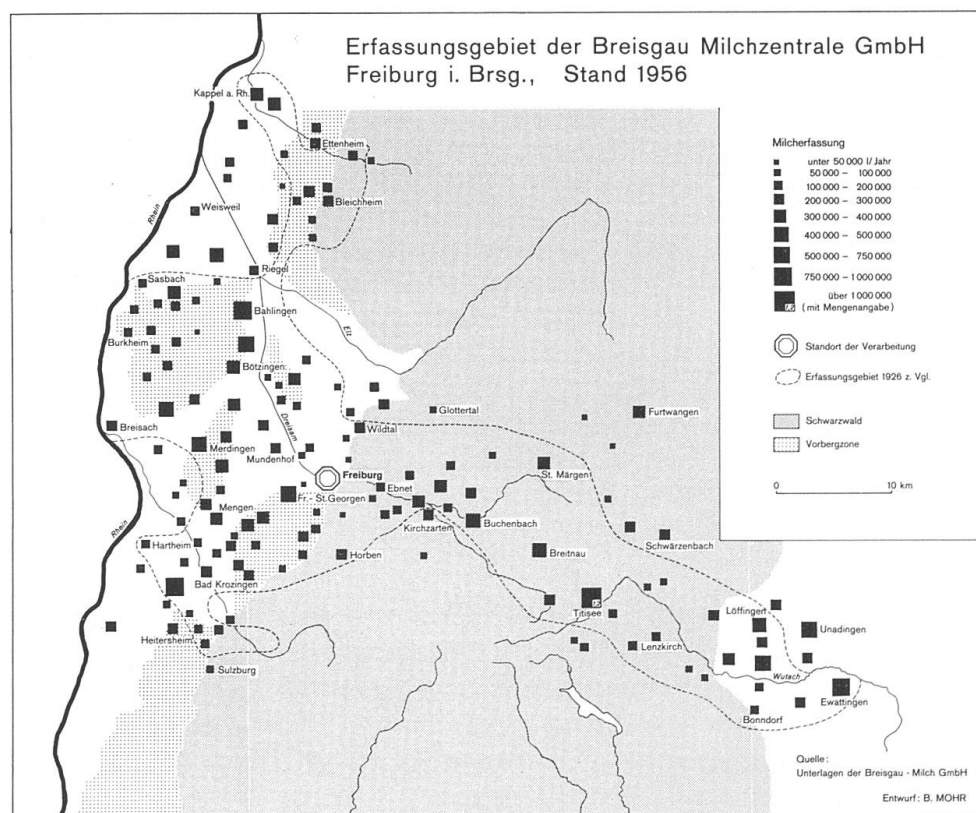 Erfassungsgebiet der Breisgau Milchzentrale GmbH
Freiburg i. Brsg., Stand 1956
Milcherfassung
unter 50 000 l/ Jahr
50 000 – 100 000
100 000 – 200 000
200 000 – 300 000
300 000 – 400 000
400 000 – 500 000
500 000 – 750 000
750 000 – 1 000 000
über 1 000 000
(mit Mengenangabe)
Standort der Verarbeitung
Erfassungsgebiet 1926 z. Vgl.
Schwarzwald
Vorbergzone
0 10 km
Kappel a. Rh.
Ettenheim
Bleichheim
Weisweil
Rhein
Riegel
Sasbach
Bahlingen
Elz
Burkheim
Bötzingen
Dreisam
Glottertal
Furtwangen
Breisach
Wildtal
Merdingen
Mundenhof
St. Märgen
Freiburg
Ebnet
Fr.- St. Georgen
Mengen
Kirchzarten
Buchenbach
Rhein
Hartheim
Horben
Breitnau
Schwärzenbach
Bad Krozingen
Titisee
Löffingen
Unadingen
Heitersheim
Lenzkirch
Sulzburg
Wutach
Ewattingen
Bonndorf
Quelle:
Unterlagen der Breisgau - Milch GmbH
Entwurf: B. MOHR